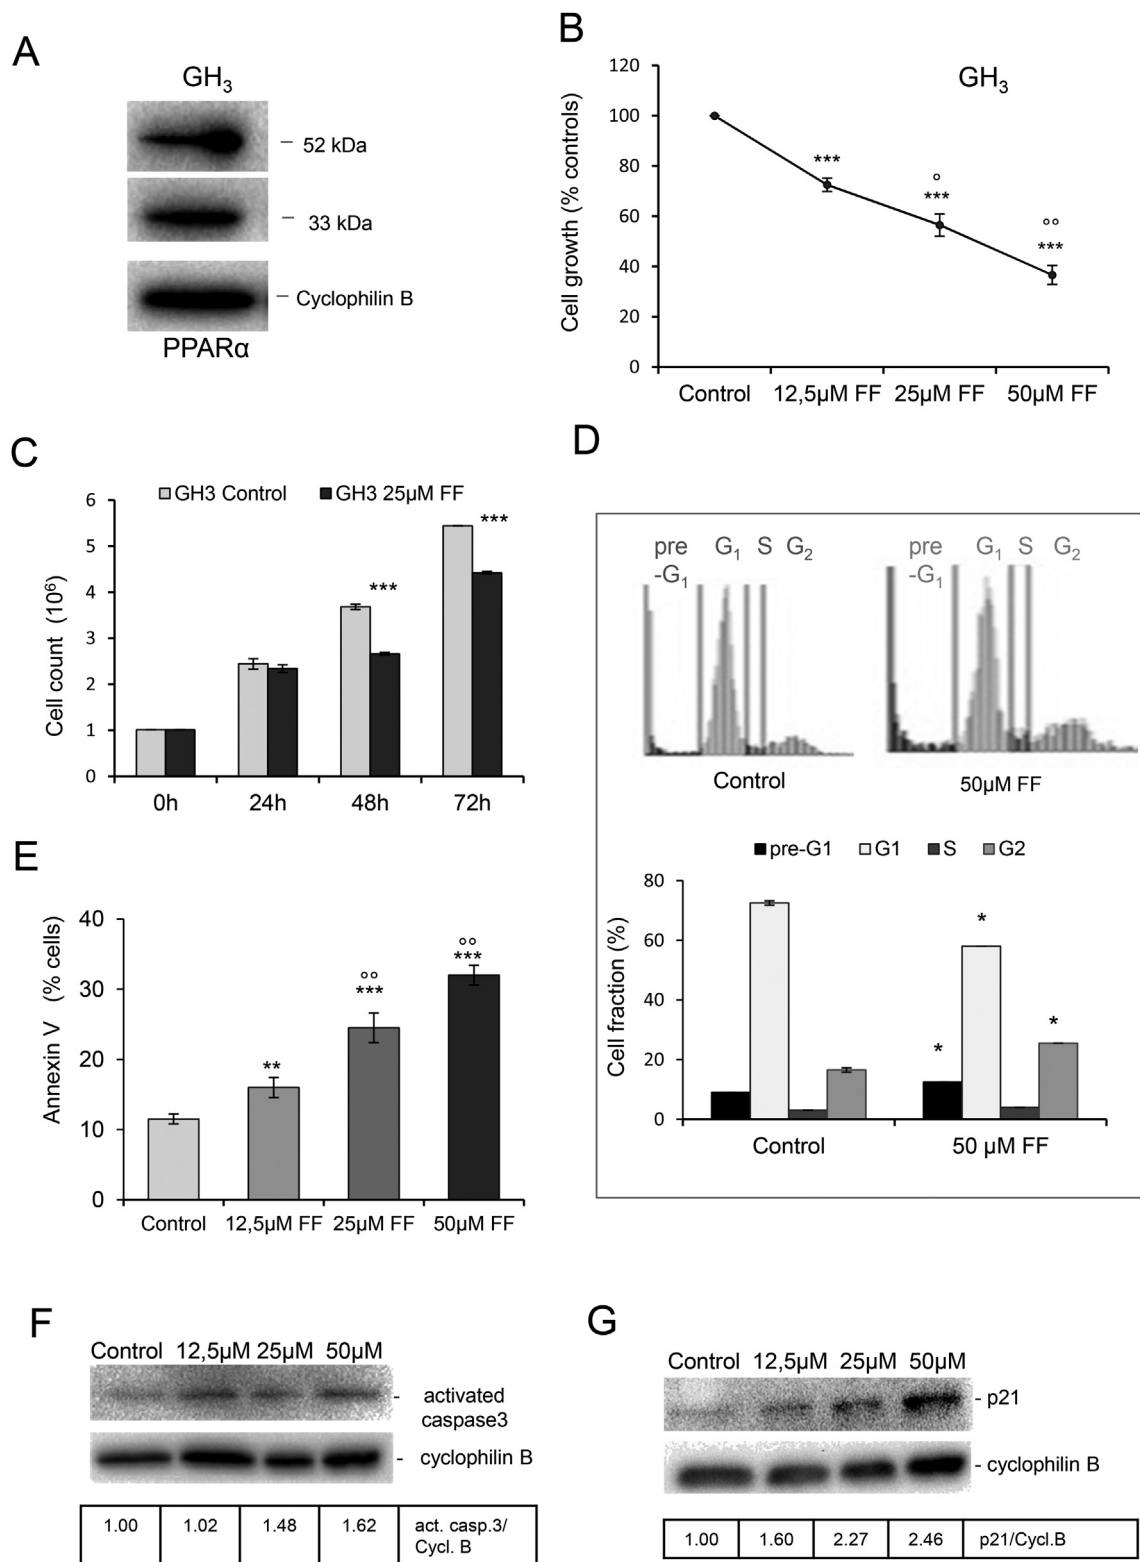 A
GH3
52 kDa
33 kDa
Cyclophilin B
PPARα
B
GH3
Cell growth (% controls)
120
100
80
60
40
20
0
***
°
***
°°
***
Control 12,5µM FF 25µM FF 50µM FF
C
GH3 Control GH3 25µM FF
Cell count (10⁶)
6
5
4
3
2
1
0
***
***
0h 24h 48h 72h
D
pre-G1 G1 S G2
pre-G1 G1 S G2
Control
50µM FF
pre-G1 G1 S G2
Cell fraction (%)
80
60
40
20
0
*
*
*
Control 50 µM FF
E
Annexin V (% cells)
40
30
20
10
0
**
°°
***
°°
***
Control 12,5µM FF 25µM FF 50µM FF
F
Control 12,5µM 25µM 50µM
activated
caspase3
cyclophilin B
1.00 1.02 1.48 1.62 act. casp.3/
Cycl. B
G
Control 12,5µM 25µM 50µM
p21
cyclophilin B
1.00 1.60 2.27 2.46 p21/Cycl.B